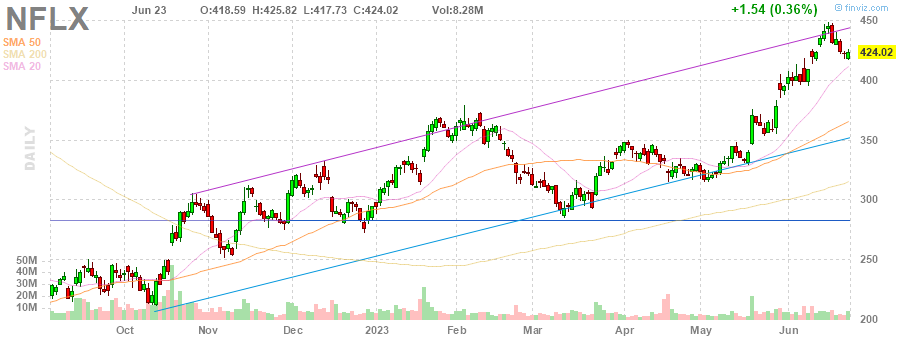 NFLX Jun 23 O:418.59 H:425.82 L:417.73 C:424.02 Vol:8.28M +1.54 (0.36%) @ finviz.com
SMA 50
SMA 200
SMA 20
DAILY
450
424.02
400
350
300
250
200
50M
40M
30M
20M
10M
Oct Nov Dec 2023 Feb Mar Apr May Jun